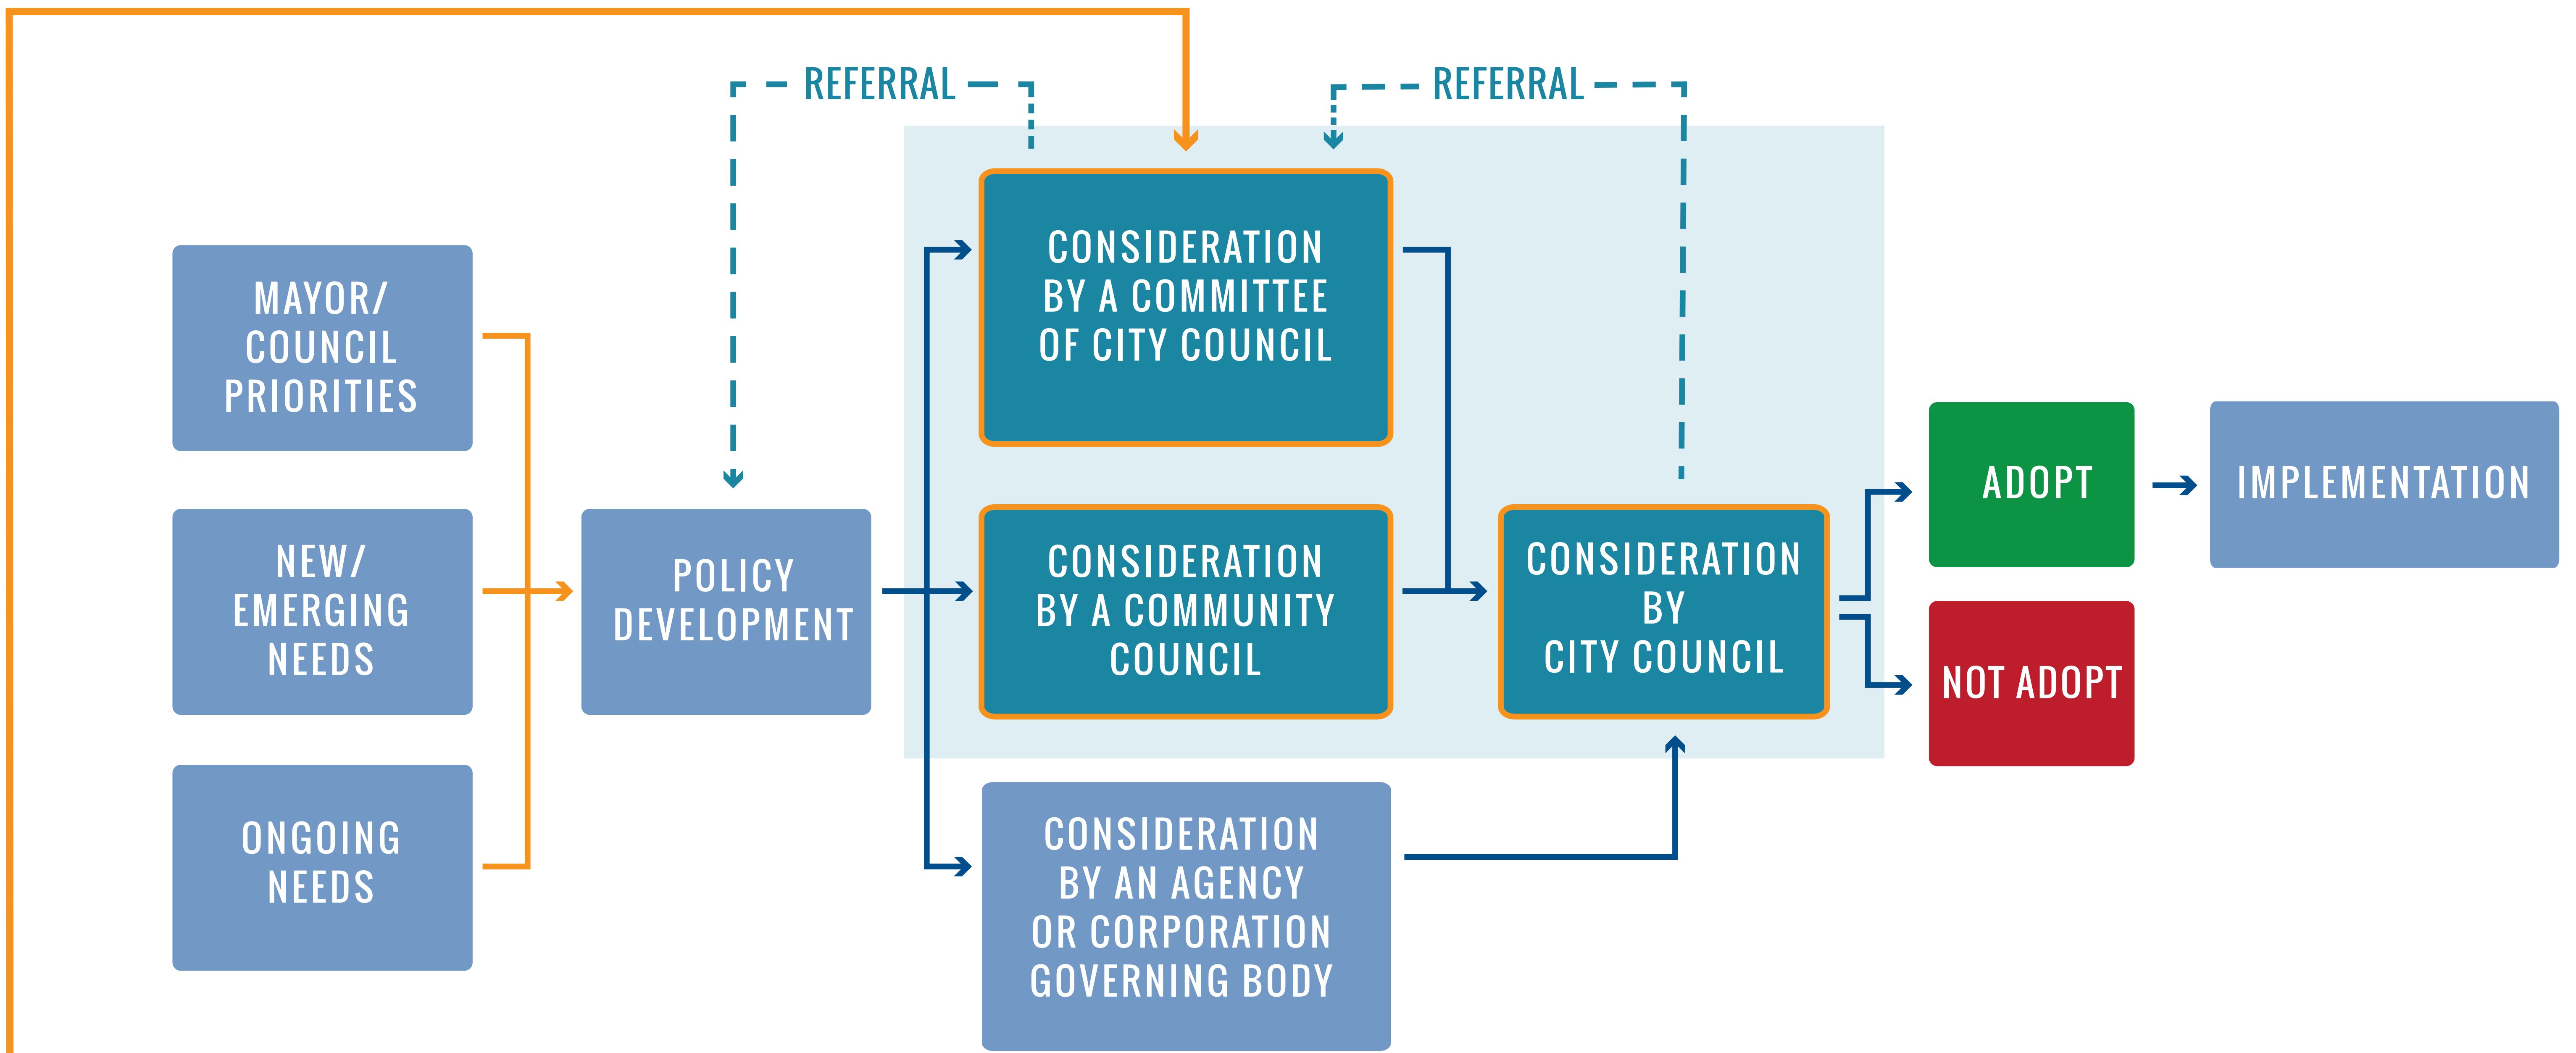 REFERRAL
REFERRAL
MAYOR/
COUNCIL
PRIORITIES
NEW/
EMERGING
NEEDS
ONGOING
NEEDS
POLICY
DEVELOPMENT
CONSIDERATION
BY A COMMITTEE
OF CITY COUNCIL
CONSIDERATION
BY A COMMUNITY
COUNCIL
CONSIDERATION
BY AN AGENCY
OR CORPORATION
GOVERNING BODY
CONSIDERATION
BY
CITY COUNCIL
ADOPT
NOT ADOPT
IMPLEMENTATION